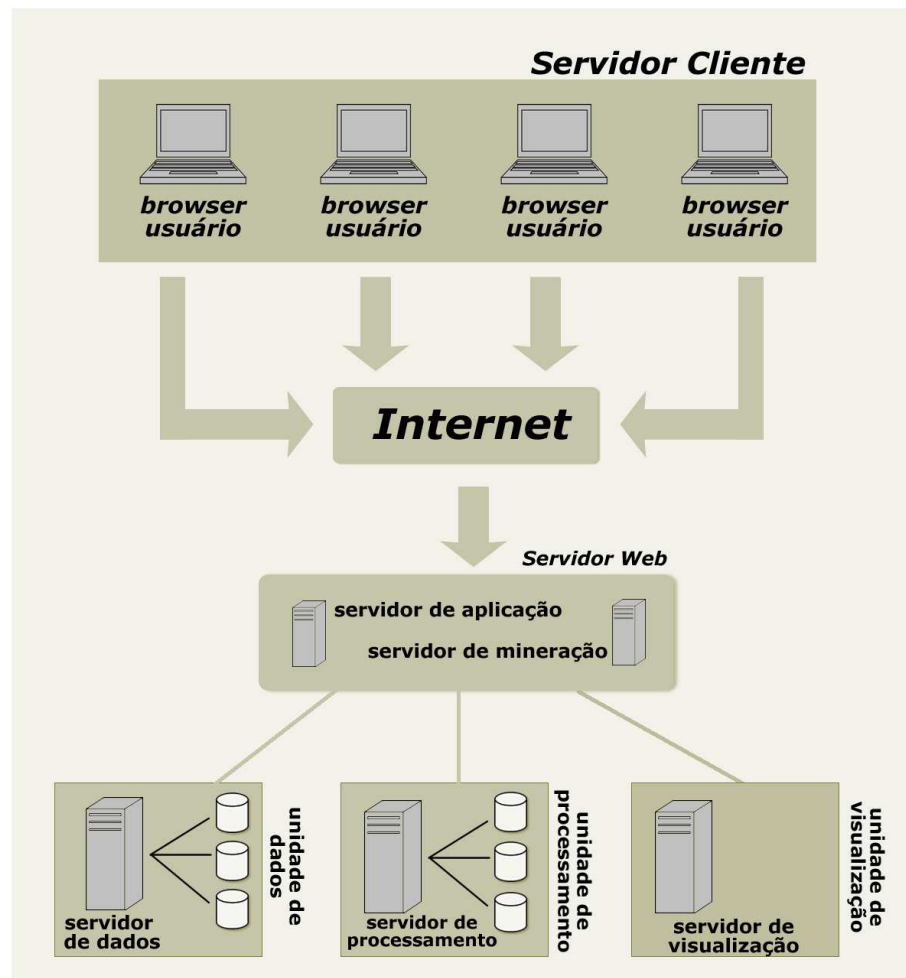 Servidor Cliente
browser
usuário
browser
usuário
browser
usuário
browser
usuário
Internet
Servidor Web
servidor de aplicação
servidor de mineração
servidor
de dados
unidade de
dados
servidor de
processamento
unidade de
processamento
servidor de
visualização
unidade de
visualização